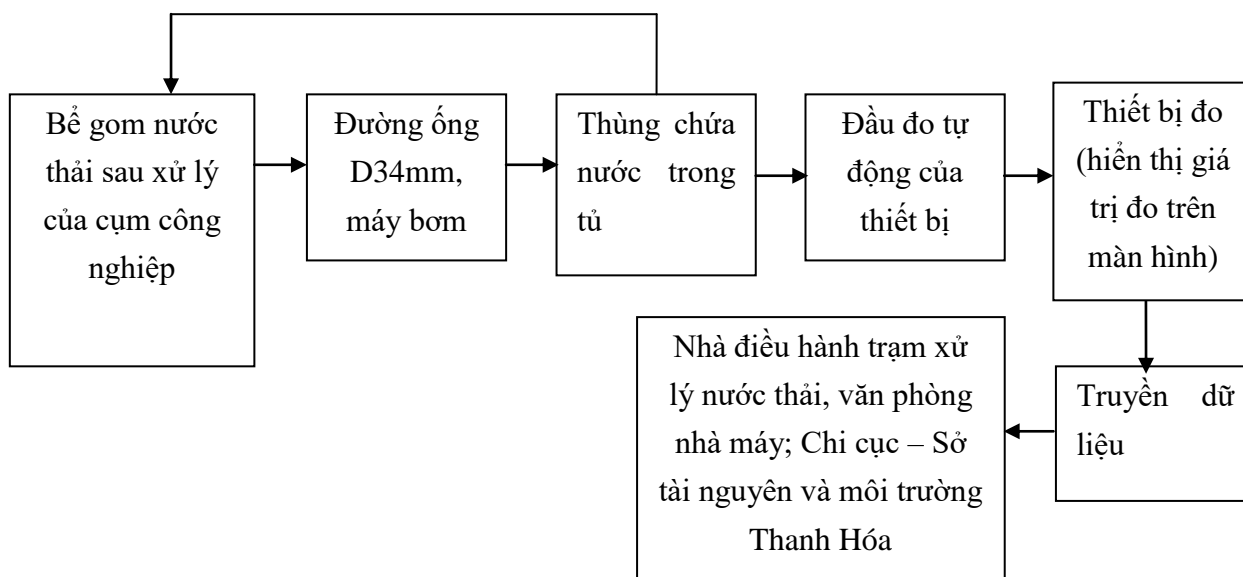 Bể gom nước
thải sau xử lý
của cụm công
nghiệp
Đường ống
D34mm,
máy bơm
Thùng chứa
nước trong
tủ
Đầu đo tự
động của
thiết bị
Thiết bị đo
(hiển thị giá
trị đo trên
màn hình)
Truyền dữ
liệu
Nhà điều hành trạm xử
lý nước thải, văn phòng
nhà máy; Chi cục – Sở
tài nguyên và môi trường
Thanh Hóa